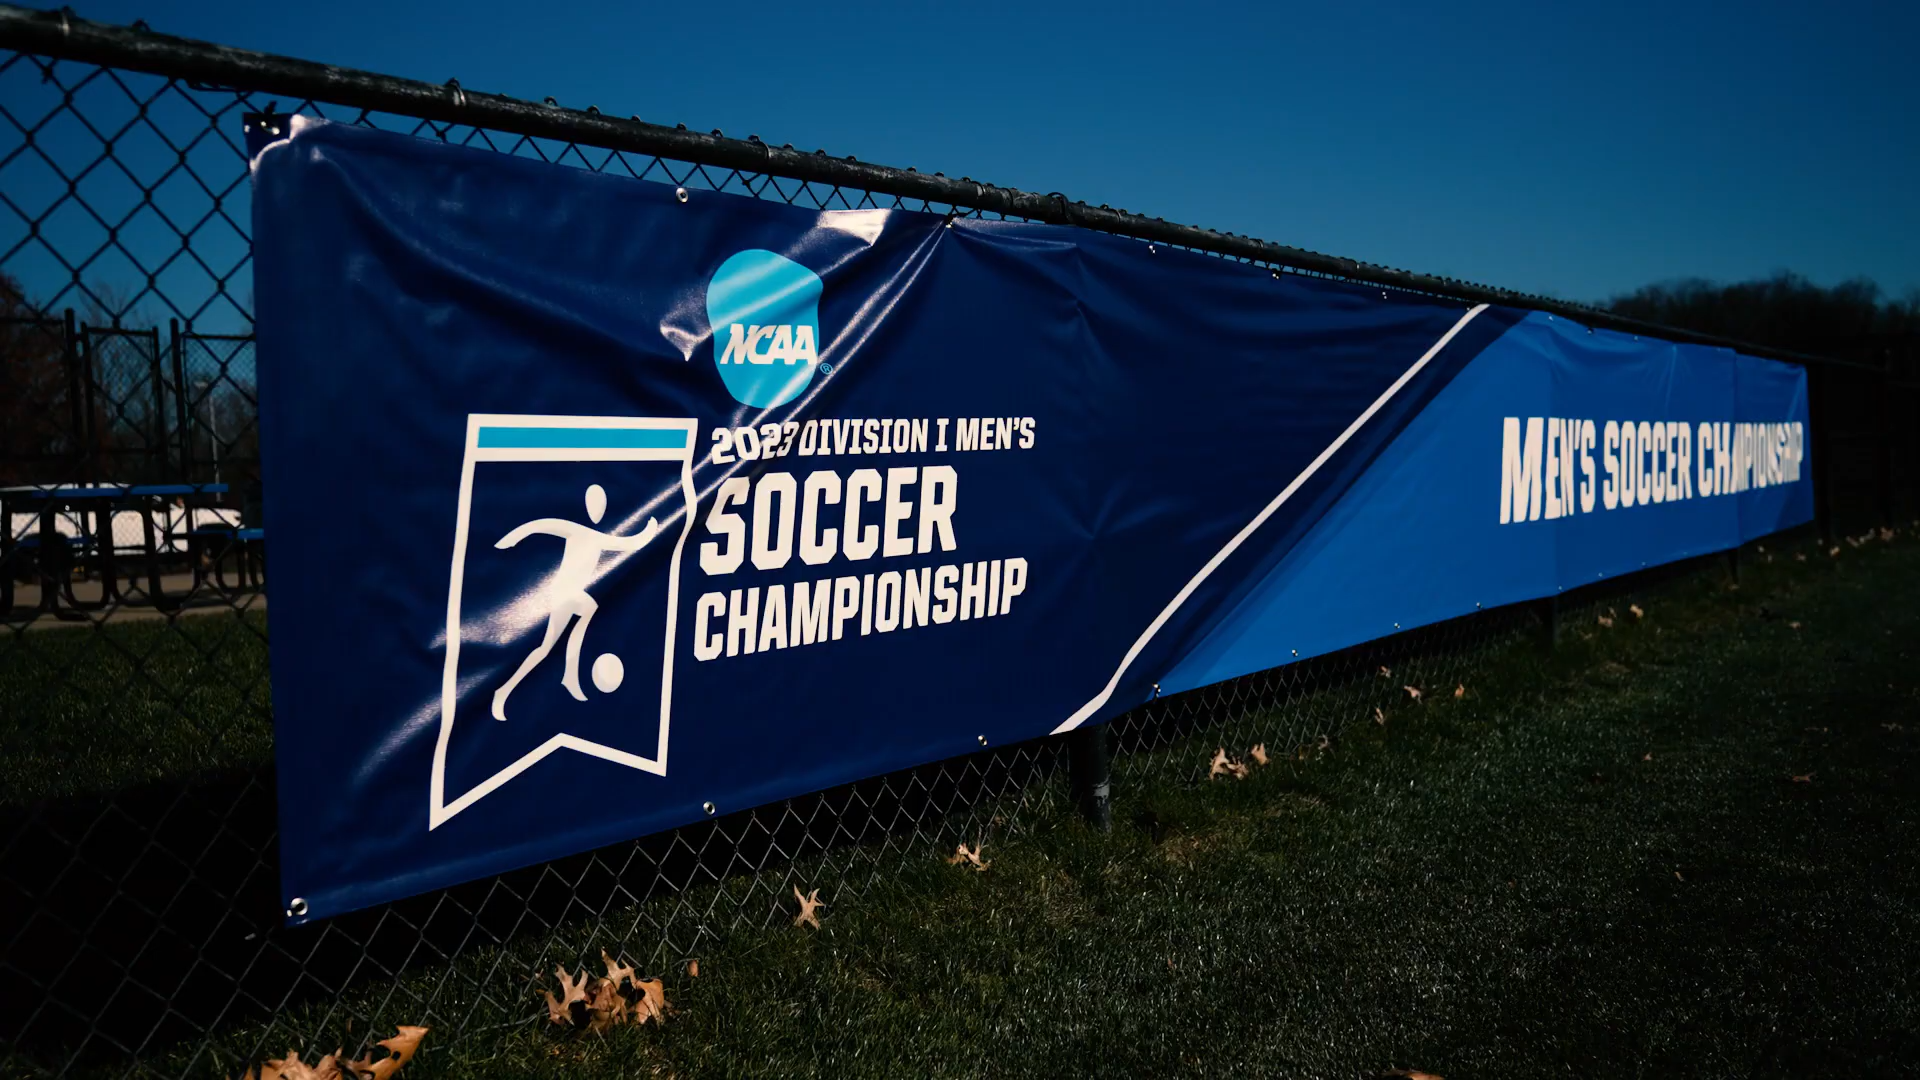 NCAA
®
2023 DIVISION I MEN'S
SOCCER
CHAMPIONSHIP
MEN'S SOCCER CHAMPIONSHIP